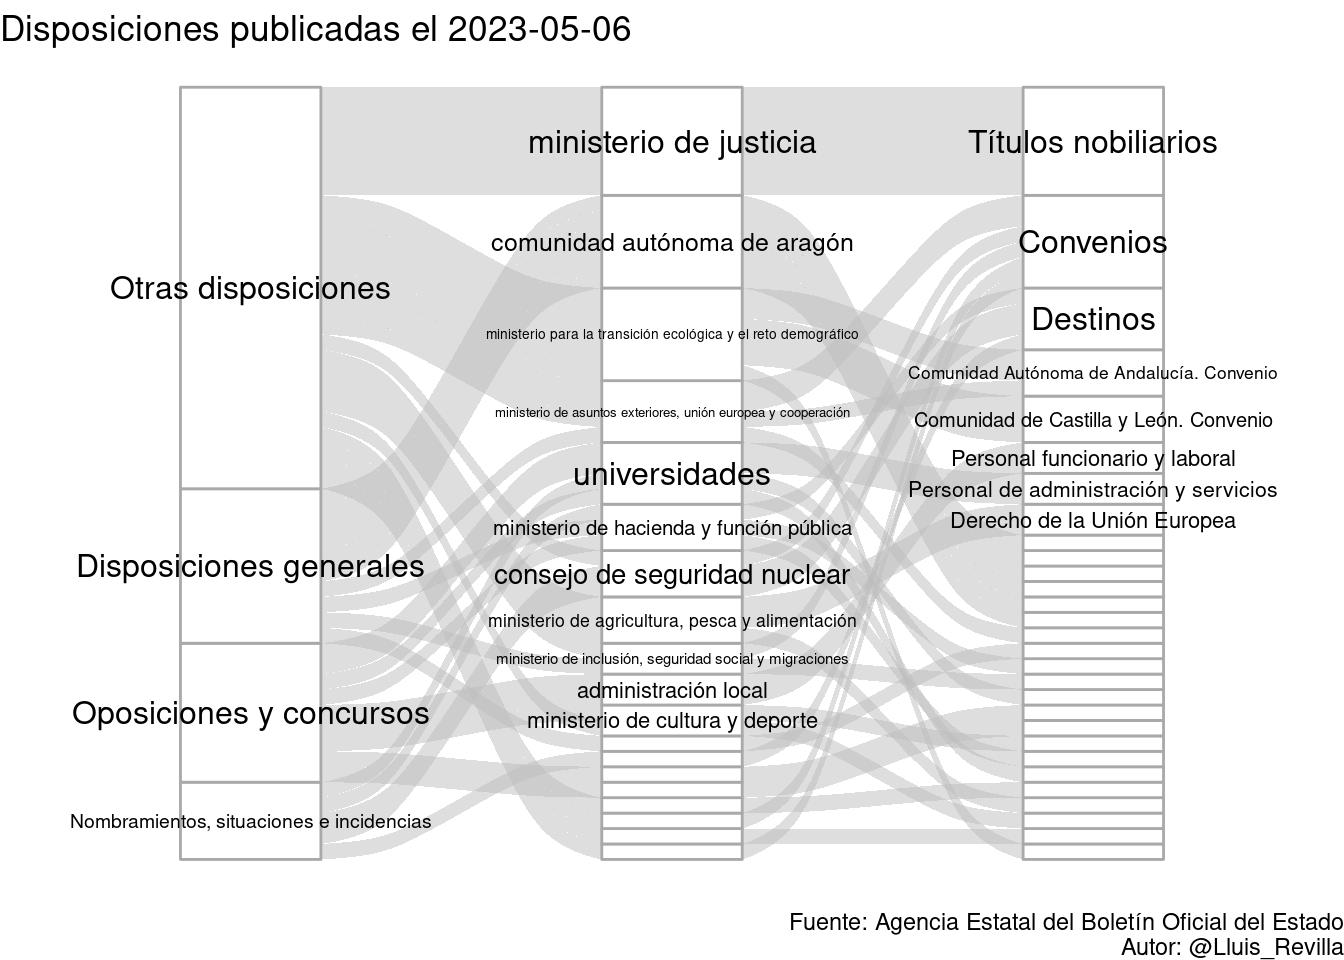 Disposiciones publicadas el 2023-05-06
Otras disposiciones
Disposiciones generales
Oposiciones y concursos
Nombramientos, situaciones e incidencias
ministerio de justicia
comunidad autónoma de aragón
ministerio para la transición ecológica y el reto demográfico
ministerio de asuntos exteriores, unión europea y cooperación
universidades
ministerio de hacienda y función pública
consejo de seguridad nuclear
ministerio de agricultura, pesca y alimentación
ministerio de inclusión, seguridad social y migraciones
administración local
ministerio de cultura y deporte
Títulos nobiliarios
Convenios
Destinos
Comunidad Autónoma de Andalucía. Convenio
Comunidad de Castilla y León. Convenio
Personal funcionario y laboral
Personal de administración y servicios
Derecho de la Unión Europea
Fuente: Agencia Estatal del Boletín Oficial del Estado
Autor: @Lluis_Revilla